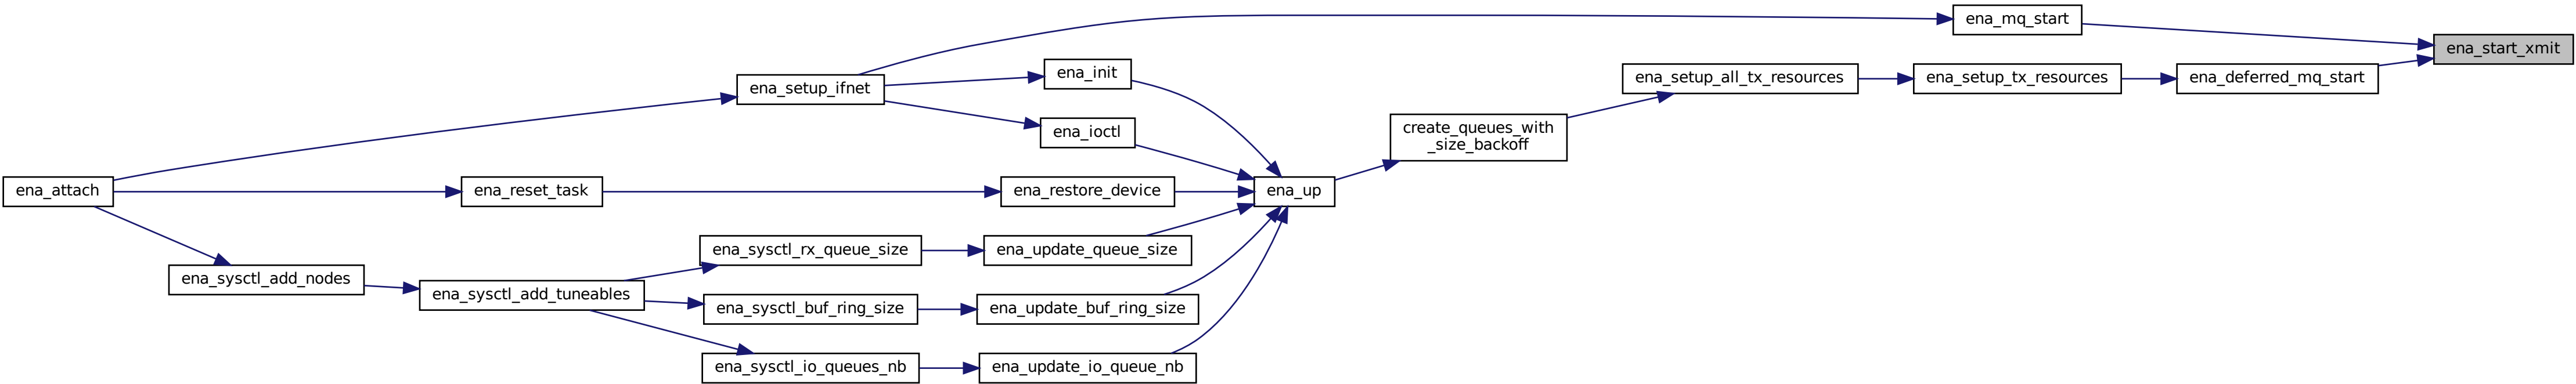 ena_mq_start
ena_start_xmit
ena_init
ena_setup_all_tx_resources
ena_setup_tx_resources
ena_deferred_mq_start
ena_setup_ifnet
ena_ioctl
create_queues_with
_size_backoff
ena_attach
ena_reset_task
ena_restore_device
ena_up
ena_sysctl_rx_queue_size
ena_update_queue_size
ena_sysctl_add_nodes
ena_sysctl_add_tuneables
ena_sysctl_buf_ring_size
ena_update_buf_ring_size
ena_sysctl_io_queues_nb
ena_update_io_queue_nb